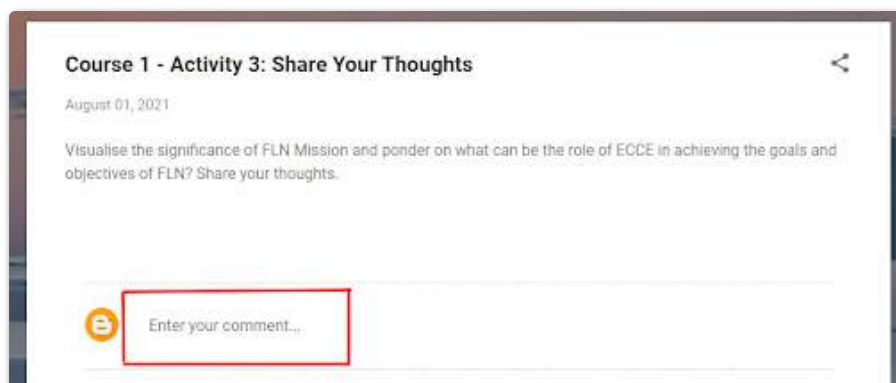 Course 1 - Activity 3: Share Your Thoughts
August 01, 2021
Visualise the significance of FLN Mission and ponder on what can be the role of ECCE in achieving the goals and
objectives of FLN? Share your thoughts.
Enter your comment...